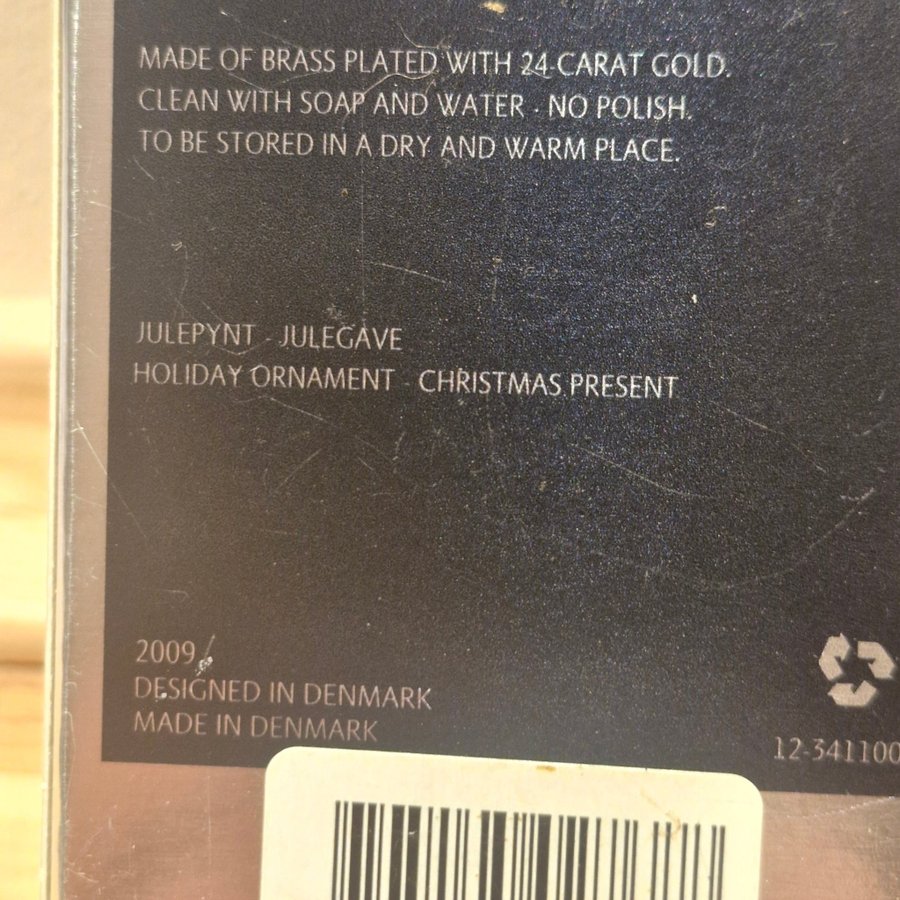 MADE OF BRASS PLATED WITH 24-CARAT GOLD.
CLEAN WITH SOAP AND WATER · NO POLISH.
TO BE STORED IN A DRY AND WARM PLACE.
JULEPYNT · JULEGAVE
HOLIDAY ORNAMENT · CHRISTMAS PRESENT
2009
DESIGNED IN DENMARK
MADE IN DENMARK
12-341100